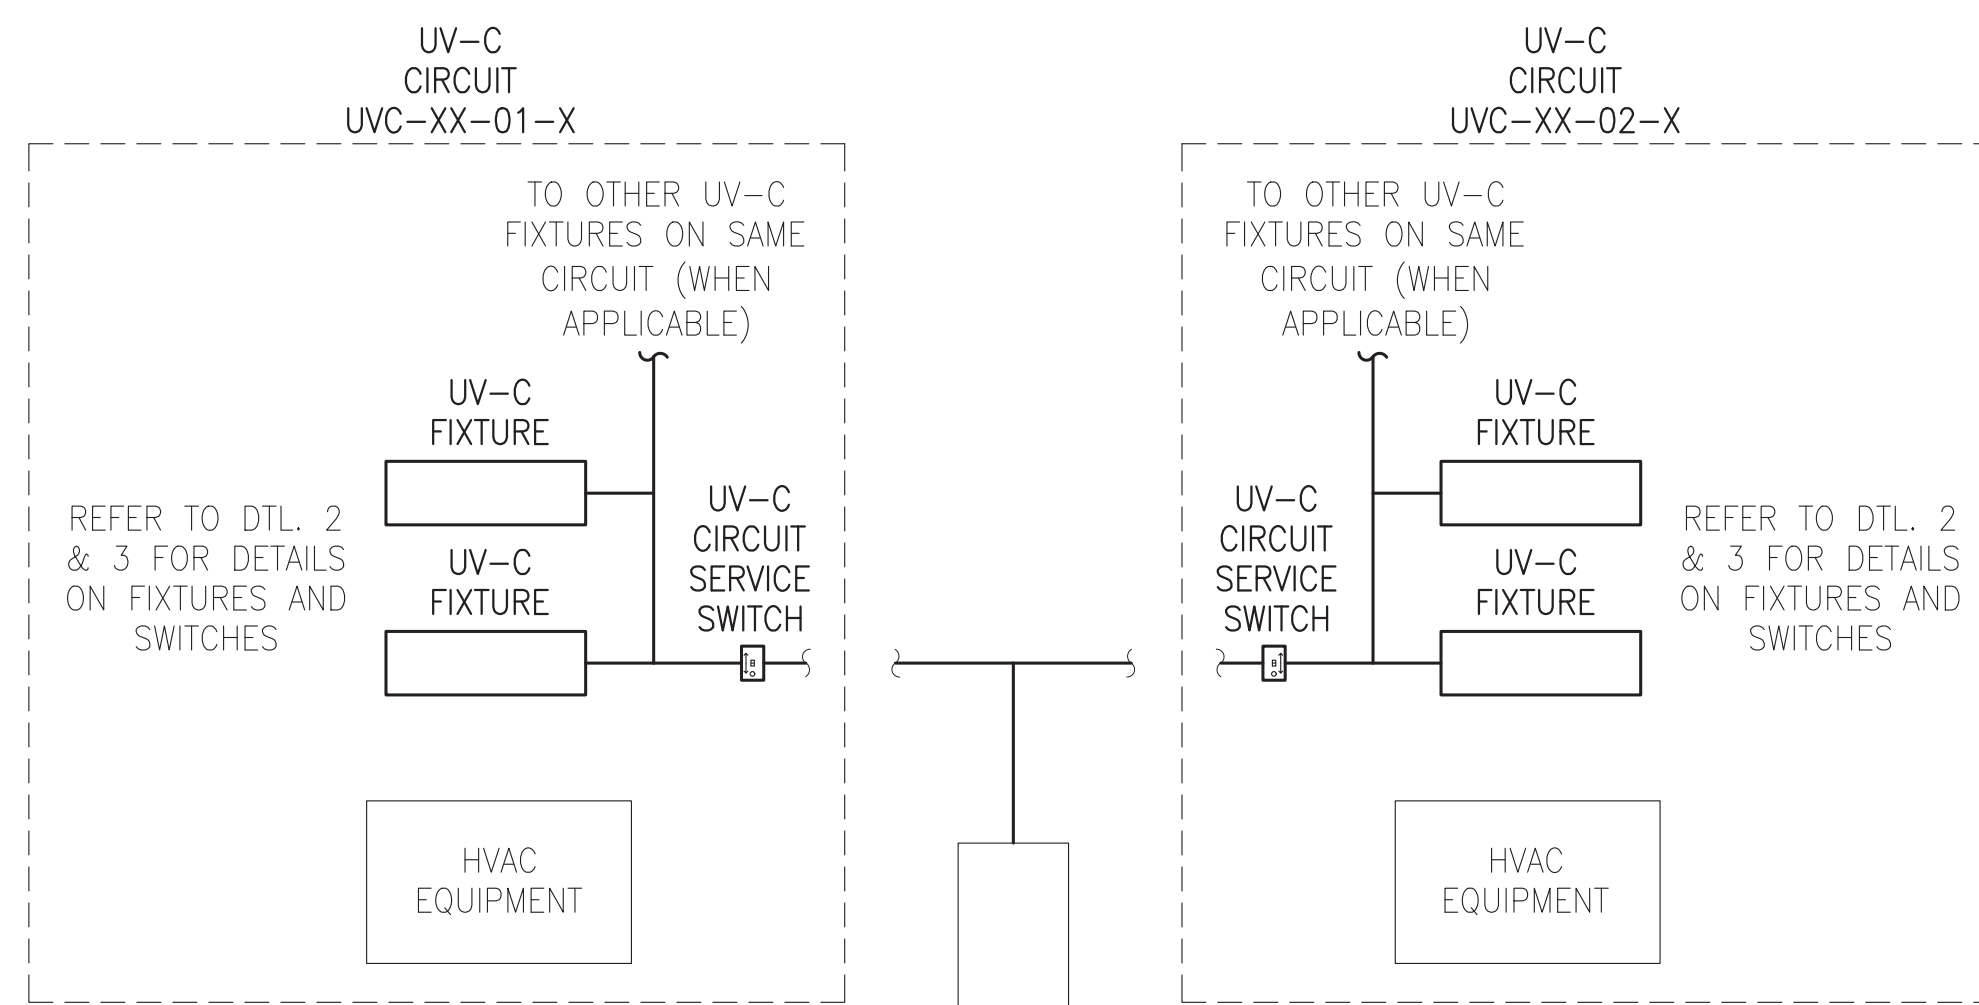 UV-C
CIRCUIT
UVC-XX-01-X
TO OTHER UV-C
FIXTURES ON SAME
CIRCUIT (WHEN
APPLICABLE)
UV-C
FIXTURE
REFER TO DTL. 2
& 3 FOR DETAILS
ON FIXTURES AND
SWITCHES
UV-C
FIXTURE
UV-C
CIRCUIT
SERVICE
SWITCH
HVAC
EQUIPMENT
UV-C
CIRCUIT
UVC-XX-02-X
TO OTHER UV-C
FIXTURES ON SAME
CIRCUIT (WHEN
APPLICABLE)
UV-C
FIXTURE
UV-C
CIRCUIT
SERVICE
SWITCH
UV-C
FIXTURE
REFER TO DTL. 2
& 3 FOR DETAILS
ON FIXTURES AND
SWITCHES
HVAC
EQUIPMENT